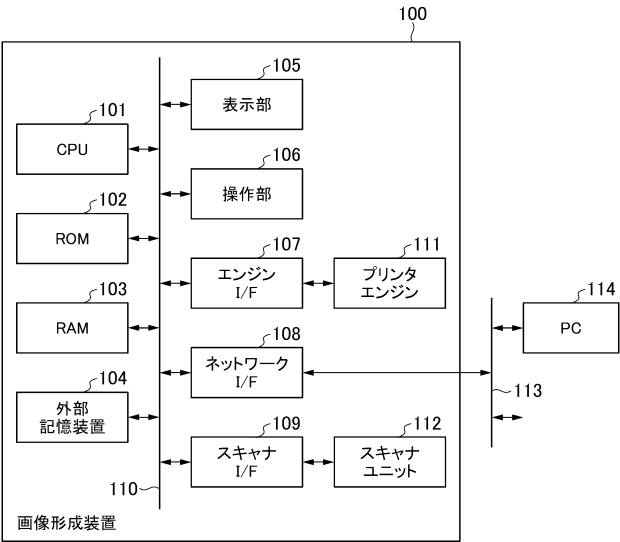 100
101
CPU
102
ROM
103
RAM
104
外部
記憶装置
105
表示部
106
操作部
107
エンジン
I/F
111
プリンタ
エンジン
108
ネットワーク
I/F
109
スキャナ
I/F
112
スキャナ
ユニット
110
114
PC
113
画像形成装置